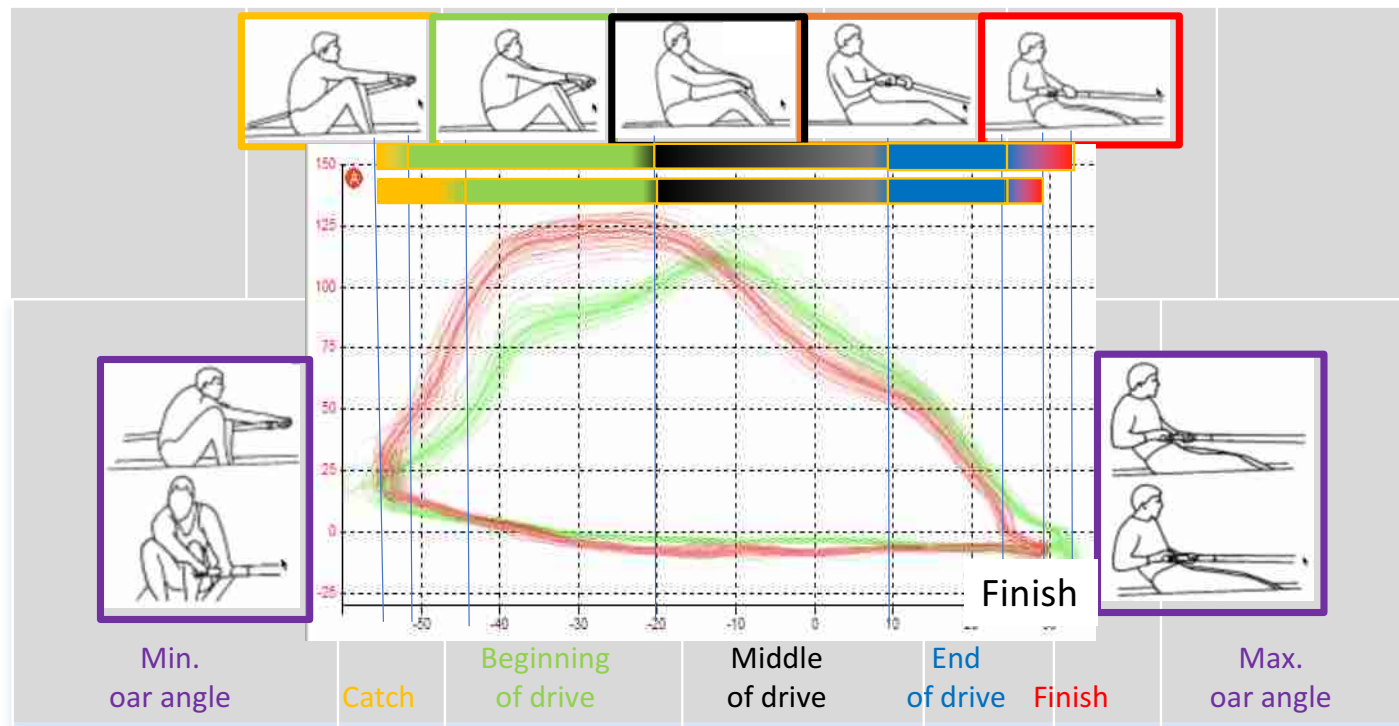 150
A
125
100
75
50
25
0
-25
Finish
-50
-40
-30
-20
-10
0
10
Min.
oar angle
Catch
Beginning
of drive
Middle
of drive
End
of drive
Finish
Max.
oar angle